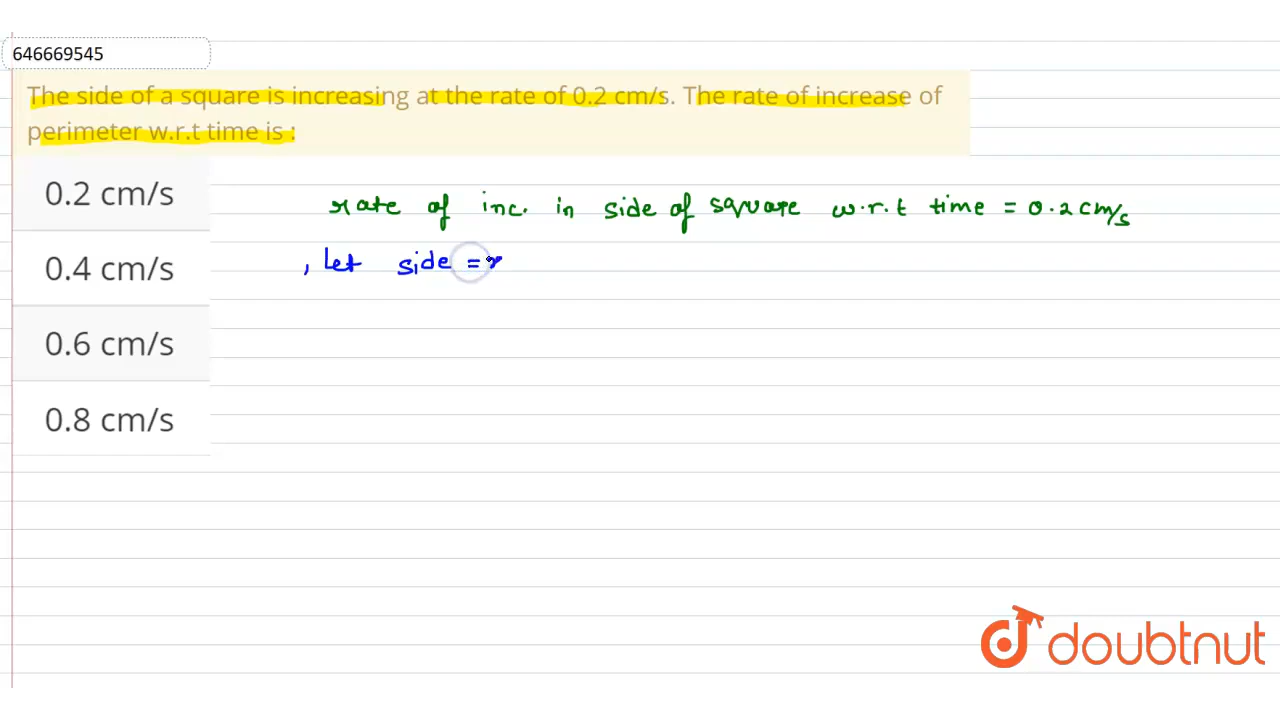 646669545
The side of a square is increasing at the rate of 0.2 cm/s. The rate of increase of
perimeter w.r.t time is :
0.2 cm/s
rate of inc. in side of square w.r.t time = 0.2 cm/s
, let side = x
0.4 cm/s
0.6 cm/s
0.8 cm/s
doubtnut